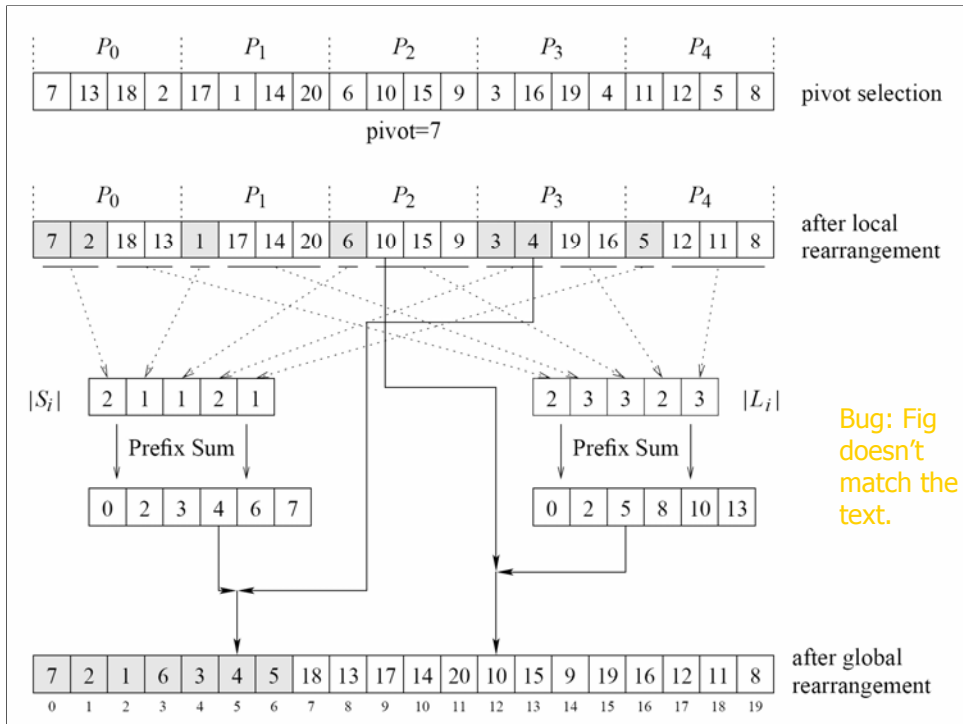 P0 P1 P2 P3 P4
7 13 18 2 17 1 14 20 6 10 15 9 3 16 19 4 11 12 5 8
pivot selection
pivot=7
P0 P1 P2 P3 P4
7 2 18 13 1 17 14 20 6 10 15 9 3 4 19 16 5 12 11 8
after local
rearrangement
|Si| 2 1 1 2 1
2 3 3 2 3 |Li|
Prefix Sum
Prefix Sum
0 2 3 4 6 7
0 2 5 8 10 13
Bug: Fig
doesn't
match the
text.
7 2 1 6 3 4 5 18 13 17 14 20 10 15 9 19 16 12 11 8
0 1 2 3 4 5 6 7 8 9 10 11 12 13 14 15 16 17 18 19
after global
rearrangement